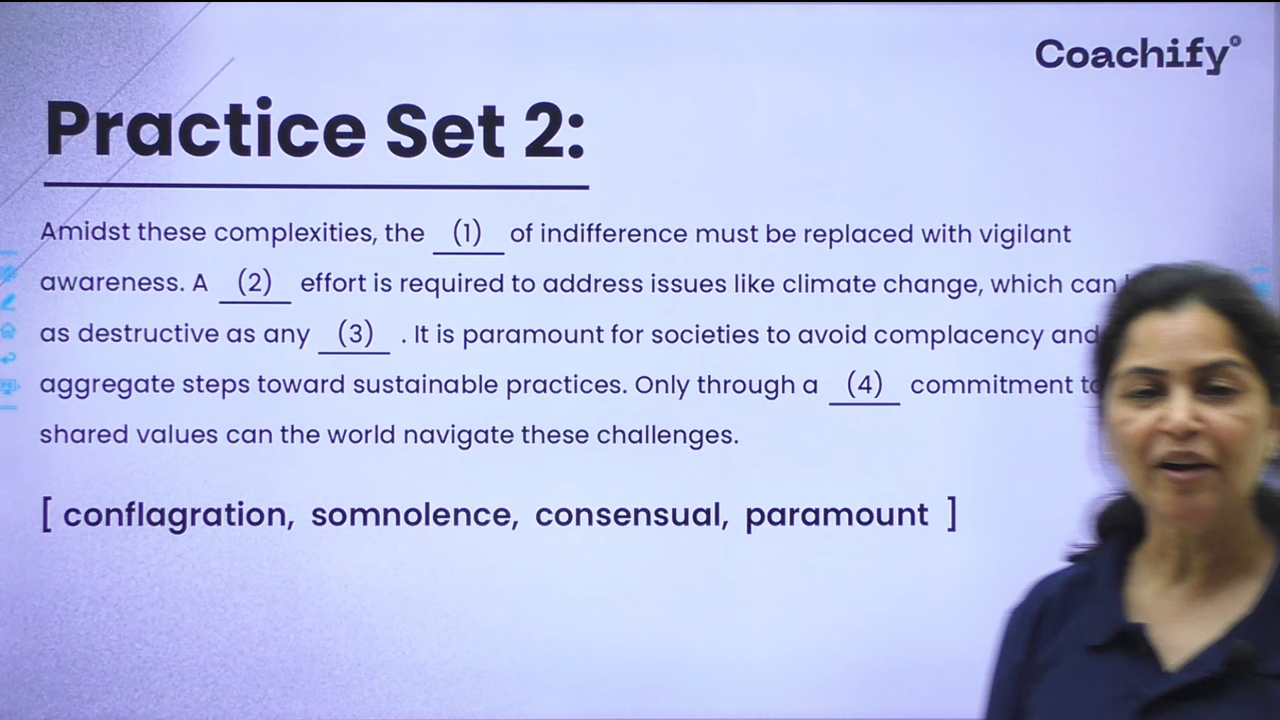 Coachify
Practice Set 2:
Amidst these complexities, the (1) of indifference must be replaced with vigilant
awareness. A (2) effort is required to address issues like climate change, which can
as destructive as any (3) . It is paramount for societies to avoid complacency and
aggregate steps toward sustainable practices. Only through a (4) commitment to
shared values can the world navigate these challenges.
[ conflagration, somnolence, consensual, paramount ]